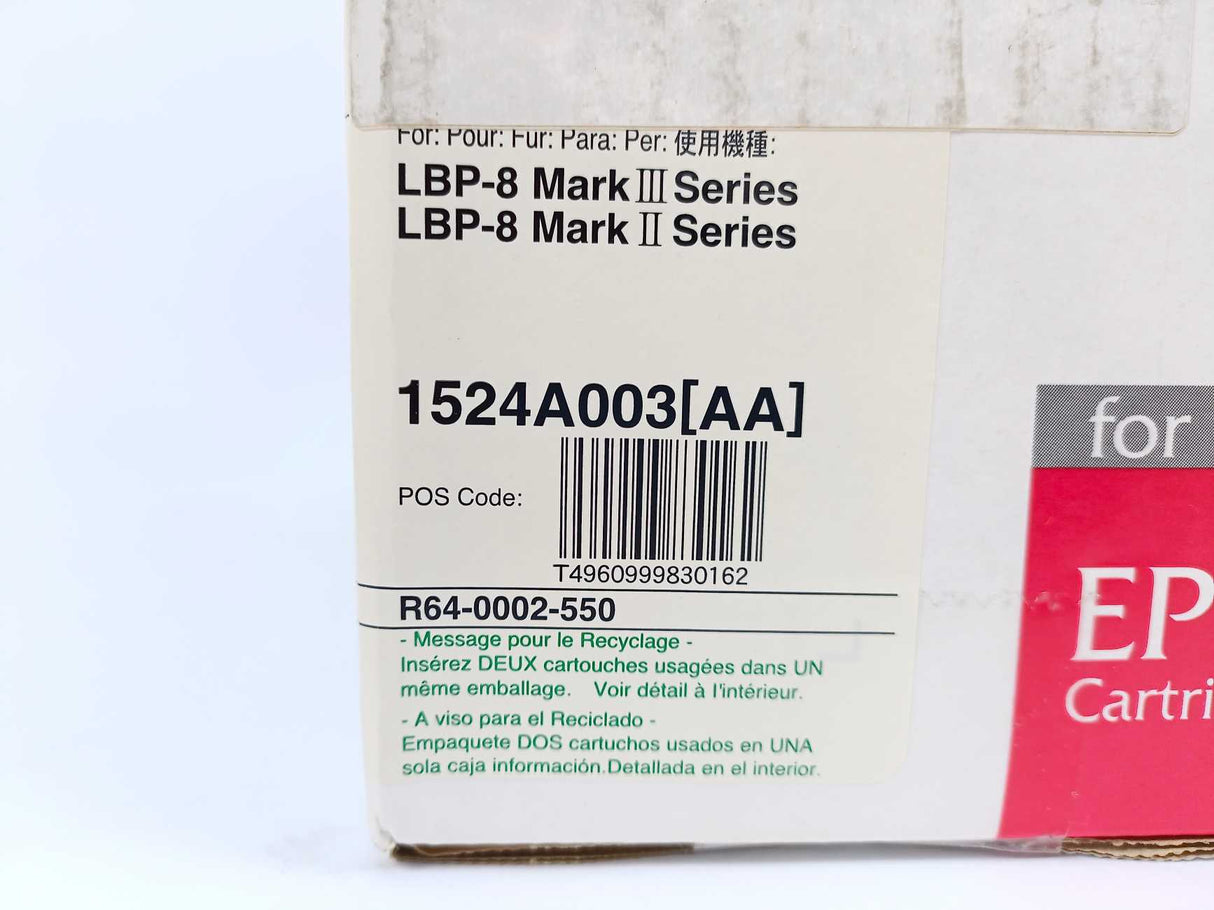 For: Pour: Fur: Para: Per: 使用機種:
LBP-8 Mark III Series
LBP-8 Mark II Series
1524A003[AA]
POS Code:
T4960999830162
R64-0002-550
- Message pour le Recyclage -
Insérez DEUX cartouches usagées dans UN
même emballage. Voir détail à l'intérieur.
- A viso para el Reciclado -
Empaquete DOS cartuchos usados en UNA
sola caja información.Detallada en el interior.
for
EP
Cartri